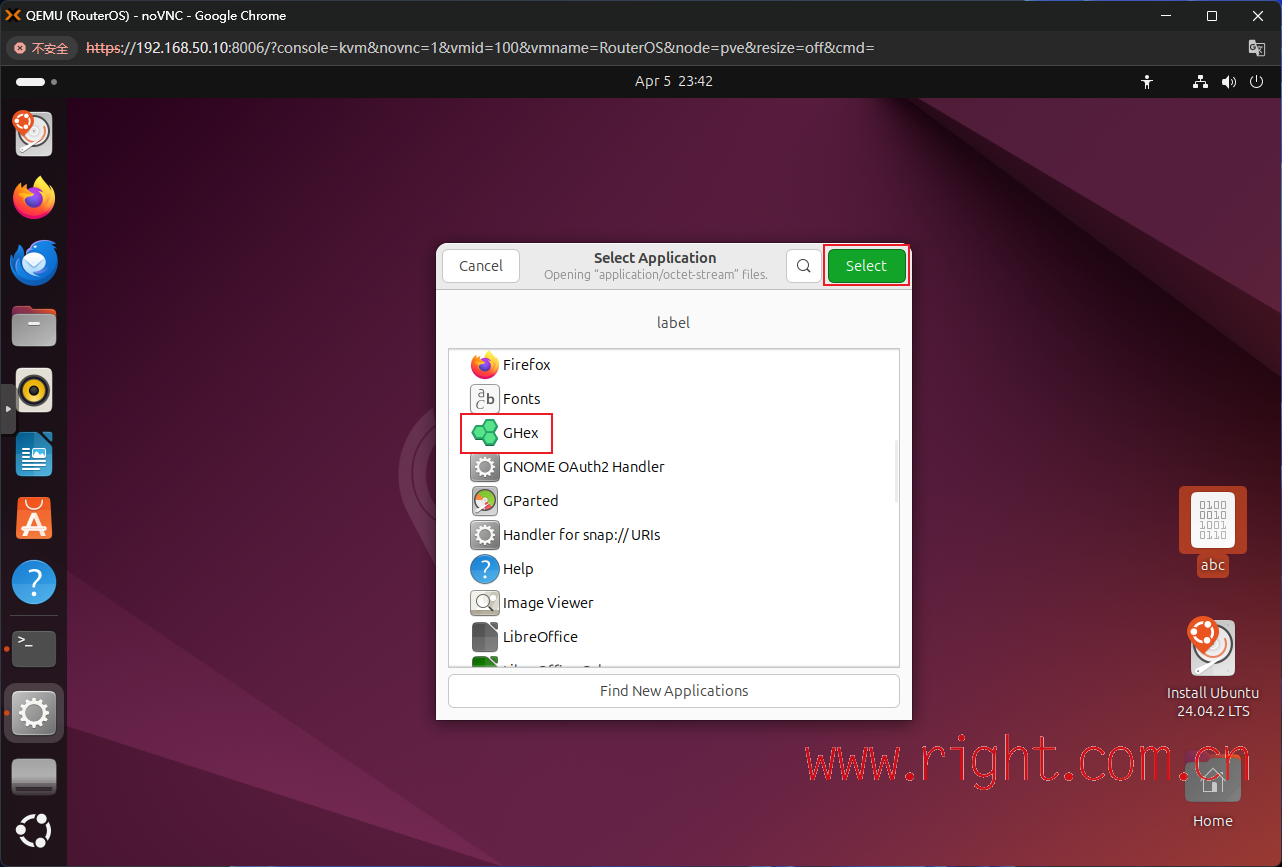 QEMU (RouterOS) - noVNC - Google Chrome
不安全 https://192.168.50.10:8006/?console=kvm&novnc=1&vmid=100&vmname=RouterOS&node=pve&resize=off&cmd=
Apr 5 23:42
Cancel
Select Application
Opening “application/octet-stream” files.
Select
label
Firefox
Fonts
GHex
GNOME OAuth2 Handler
GParted
Handler for snap:// URIs
Help
Image Viewer
LibreOffice
Find New Applications
0100
0010
1001
0110
abc
Install Ubuntu
24.04.2 LTS
www.right.com.cn
Home